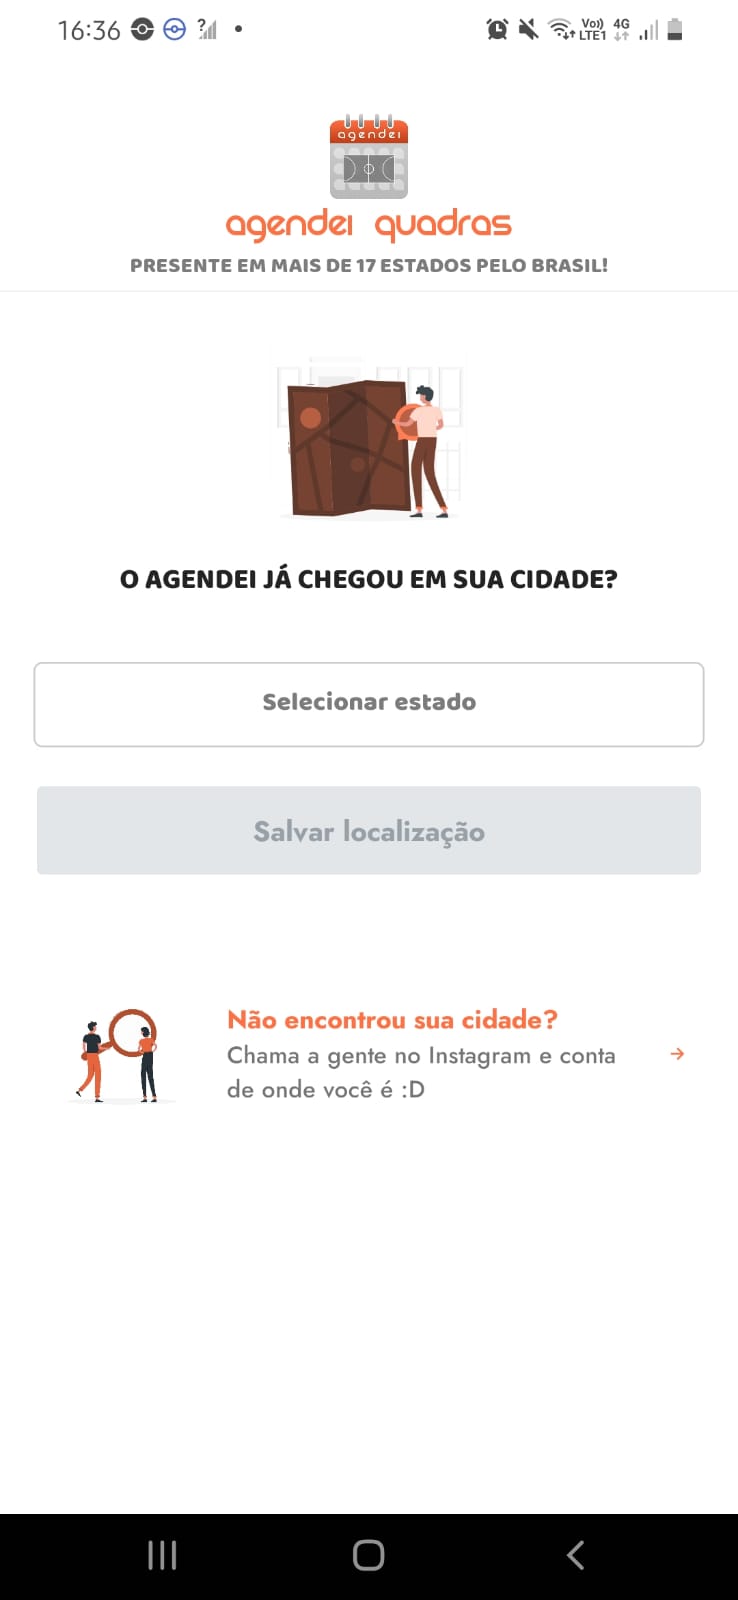 16:36
Vo))
LTE1
4G
agendei
agendei quadras
PRESENTE EM MAIS DE 17 ESTADOS PELO BRASIL!
O AGENDEI JÁ CHEGOU EM SUA CIDADE?
Selecionar estado
Salvar localização
Não encontrou sua cidade?
Chama a gente no Instagram e conta
de onde você é :D